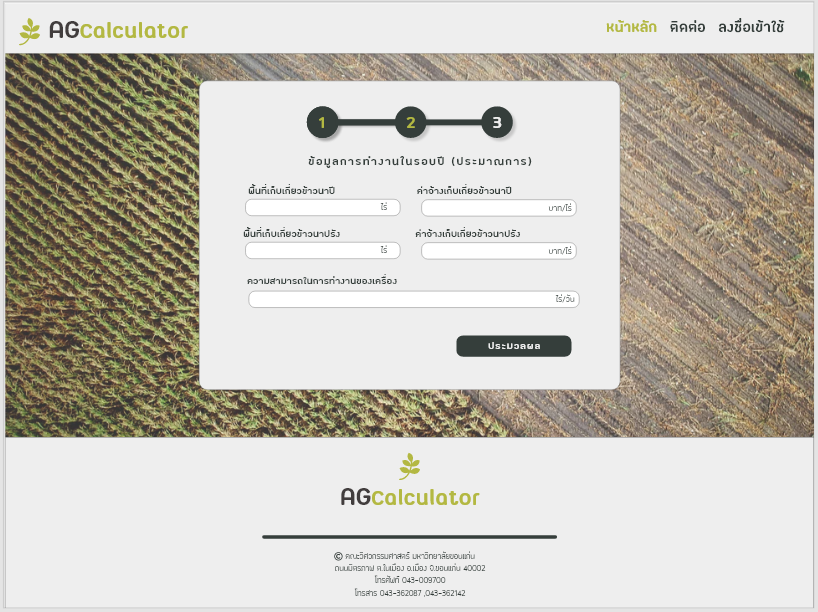 AGCalculator
หน้าหลัก ติดต่อ ลงชื่อเข้าใช้
1 2 3
ข้อมูลการทำงานในรอบปี (ประมาณการ)
พื้นที่เก็บเกี่ยวข้าวนาปี ค่าจ้างเก็บเกี่ยวข้าวนาปี
ไร่ บาท/ไร่
พื้นที่เก็บเกี่ยวข้าวนาปรัง ค่าจ้างเก็บเกี่ยวข้าวนาปรัง
ไร่ บาท/ไร่
ความสามารถในการทำงานของเครื่อง
ไร่/วัน
ประมวลผล
AGCalculator
© คณะวิศวกรรมศาสตร์ มหาวิทยาลัยขอนแก่น
ถนนมิตรภาพ ต.ในเมือง อ.เมือง จ.ขอนแก่น 40002
โทรศัพท์ 043-009700
โทรสาร 043-362087 ,043-362142